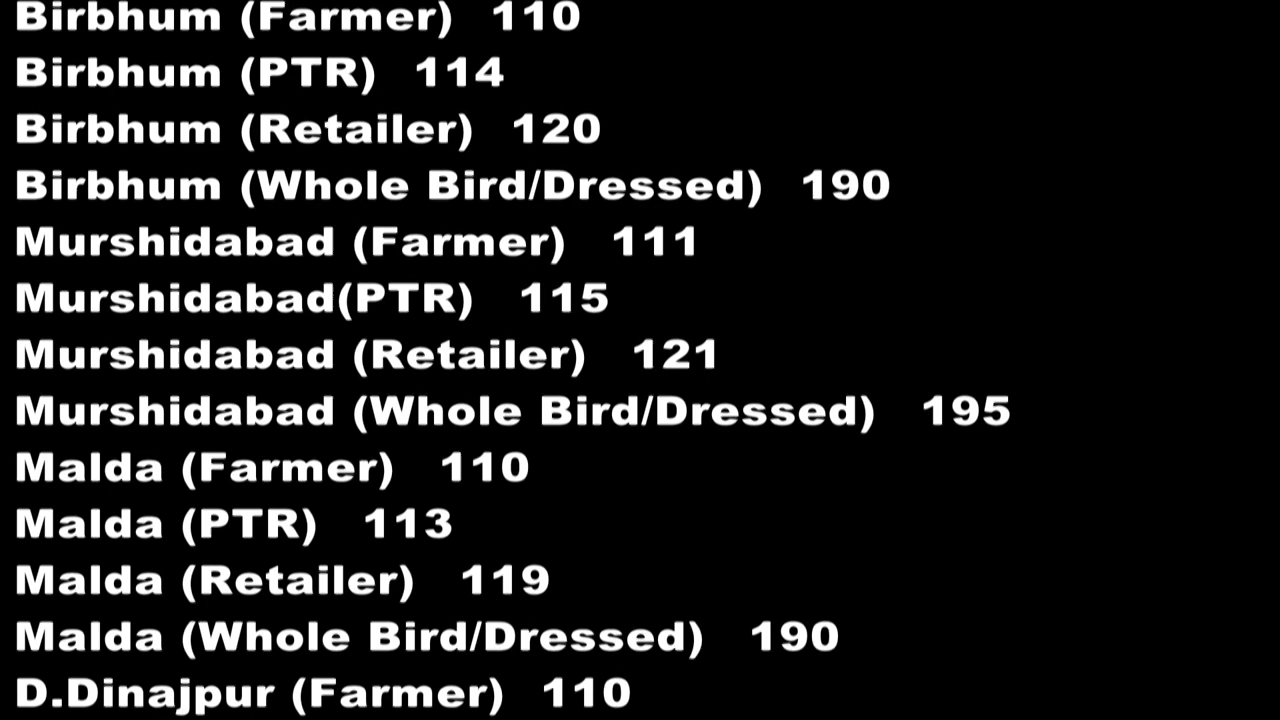 Birbhum (Farmer) 110
Birbhum (PTR) 114
Birbhum (Retailer) 120
Birbhum (Whole Bird/Dressed) 190
Murshidabad (Farmer) 111
Murshidabad(PTR) 115
Murshidabad (Retailer) 121
Murshidabad (Whole Bird/Dressed) 195
Malda (Farmer) 110
Malda (PTR) 113
Malda (Retailer) 119
Malda (Whole Bird/Dressed) 190
D.Dinajpur (Farmer) 110